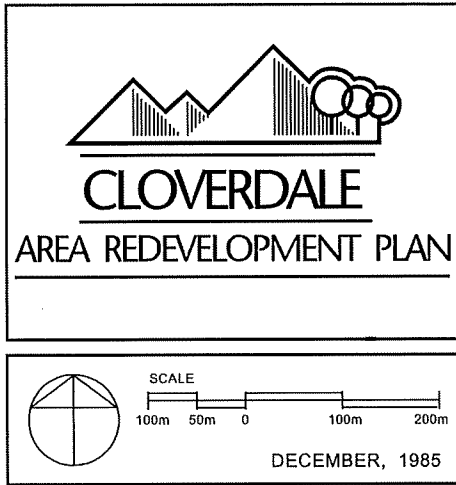 CLOVERDALE
AREA REDEVELOPMENT PLAN
SCALE
100m 50m 0 100m 200m
DECEMBER, 1985